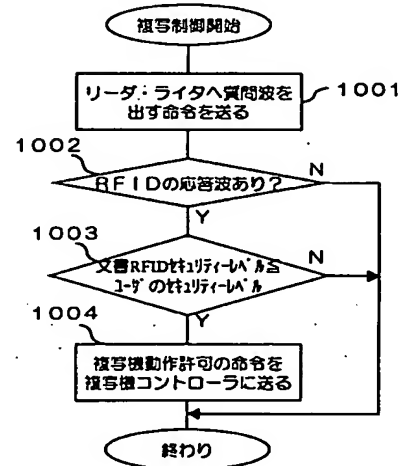 複写制御開始
リーダ・ライタへ質問波を
出す命令を送る
1001
1002
RFIDの応答波あり?
N
Y
1003
文書RFIDセキュリティーレベル≦
ユーザのセキュリティーレベル
N
Y
1004
複写機動作許可の命令を
複写機コントローラに送る
終わり